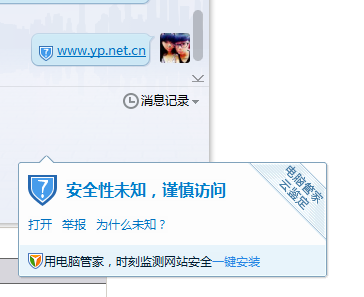 www.yp.net.cn
消息记录
电脑管家
云鉴定
安全性未知，谨慎访问
打开 举报 为什么未知？
用电脑管家，时刻监测网站安全一键安装